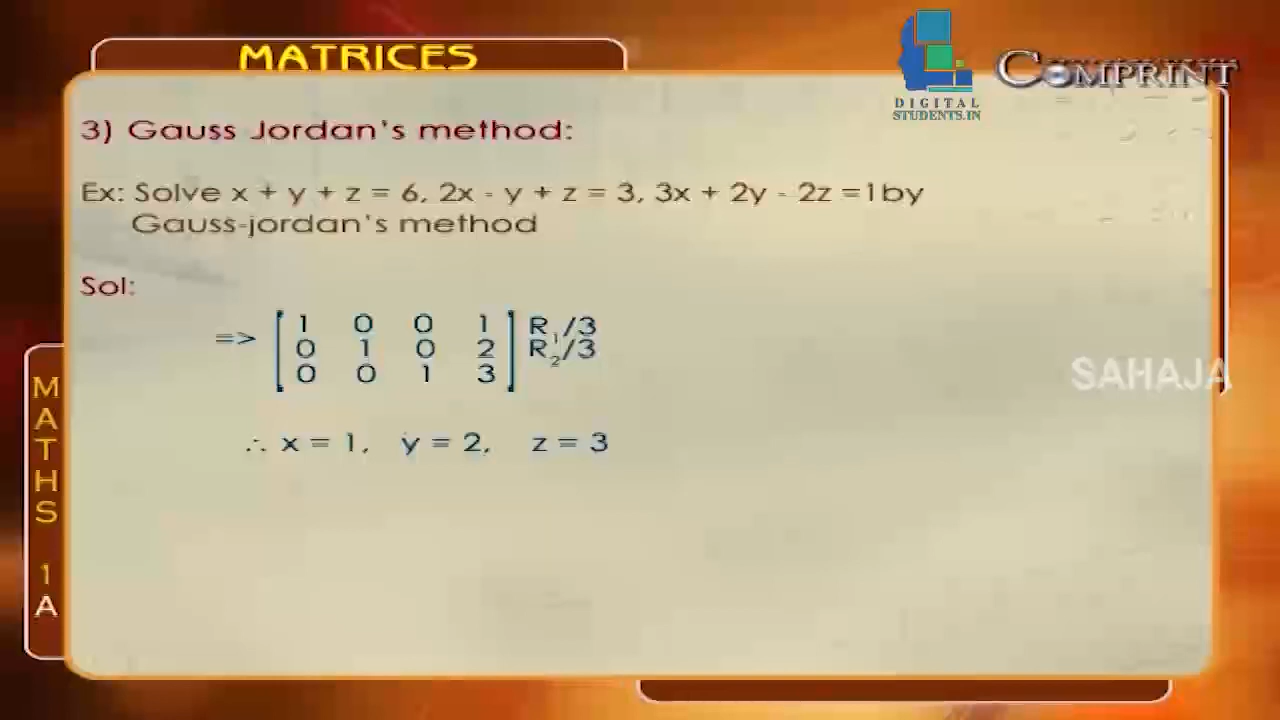 MATRICES
DIGITAL
STUDENTS.IN
COMPRINT
3) Gauss Jordan's method:
Ex: Solve x + y + z = 6, 2x - y + z = 3, 3x + 2y - 2z =1by
Gauss-jordan's method
Sol:
=> [ 1 0 0 1 ] R₁/3
0 1 0 2 R₂/3
0 0 1 3
∴ x = 1, y = 2, z = 3
SAHAJA
MATHS 1A